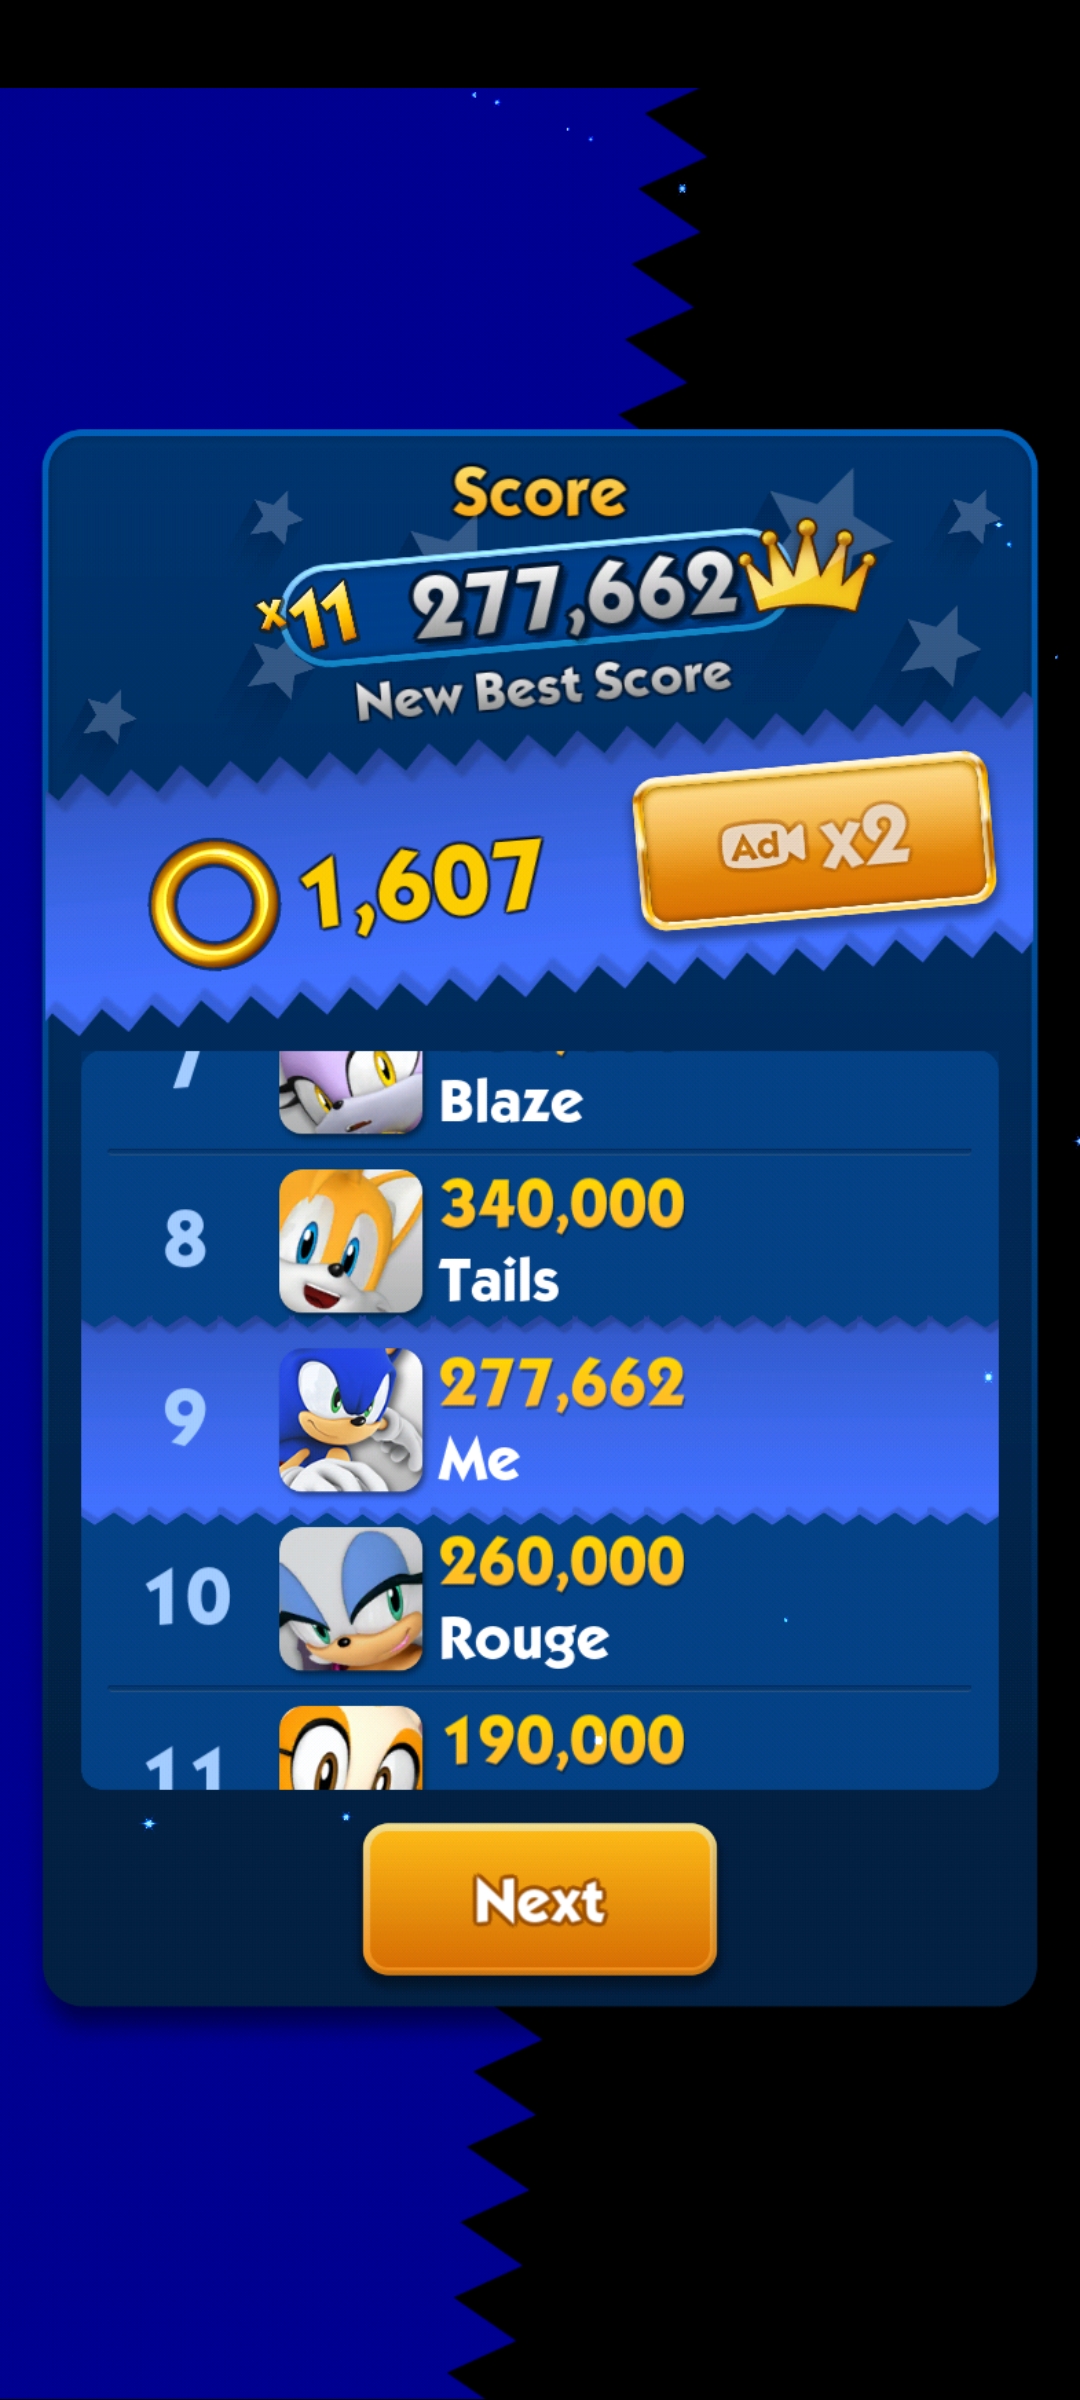 Score
x11 277,662
New Best Score
1,607
Ad x2
7
Blaze
8
340,000
Tails
9
277,662
Me
10
260,000
Rouge
11
190,000
Next